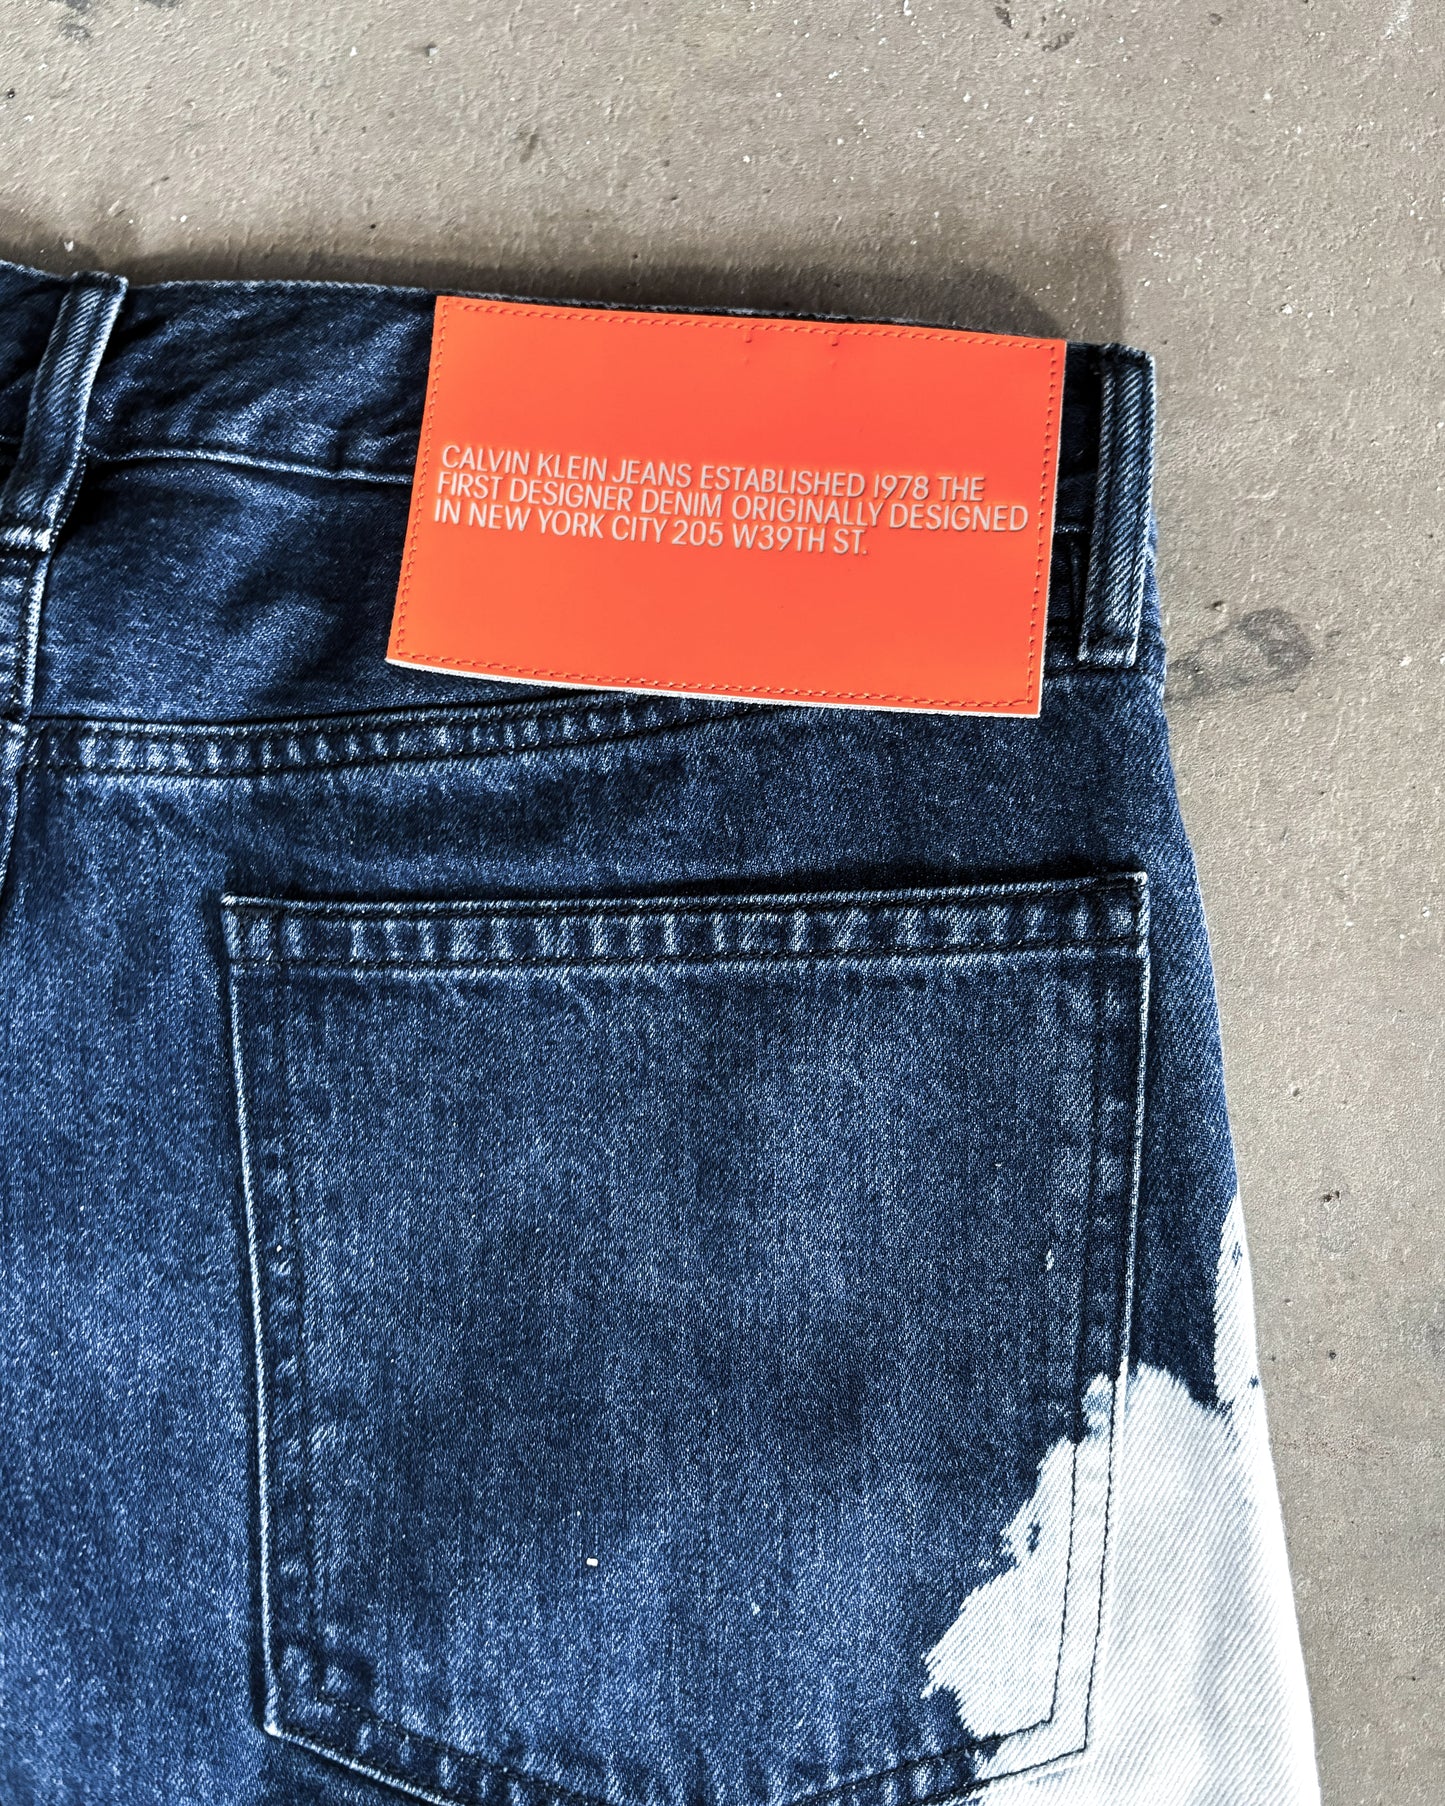 CALVIN KLEIN JEANS ESTABLISHED 1978 THE
FIRST DESIGNER DENIM ORIGINALLY DESIGNED
IN NEW YORK CITY 205 W39TH ST.